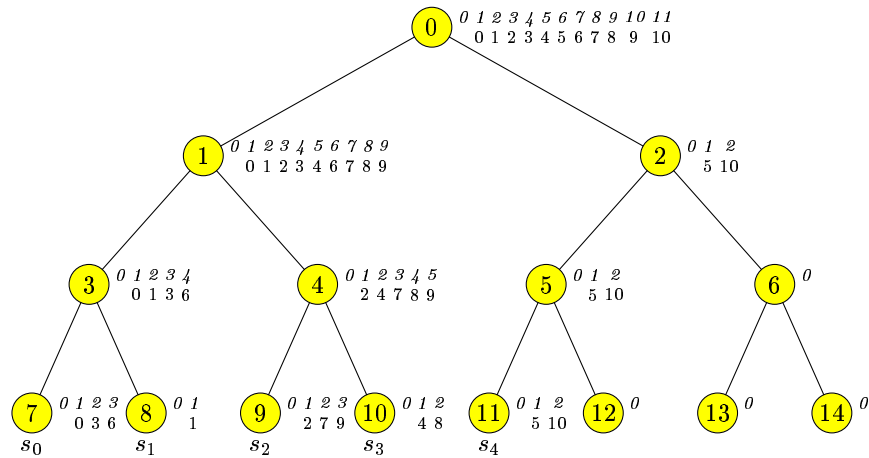 0 0 1 2 3 4 5 6 7 8 9 10 11
0 1 2 3 4 5 6 7 8 9 10
1 0 1 2 3 4 5 6 7 8 9 2 0 1 2
0 1 2 3 4 6 7 8 9 5 10
3 0 1 2 3 4 4 0 1 2 3 4 5 5 0 1 2 6 0
0 1 3 6 2 4 7 8 9 5 10
7 0 1 2 3 8 0 1 9 0 1 2 3 10 0 1 2 11 0 1 2 12 0 13 0 14 0
0 3 6 1 2 7 9 4 8 5 10
s0 s1 s2 s3 s4